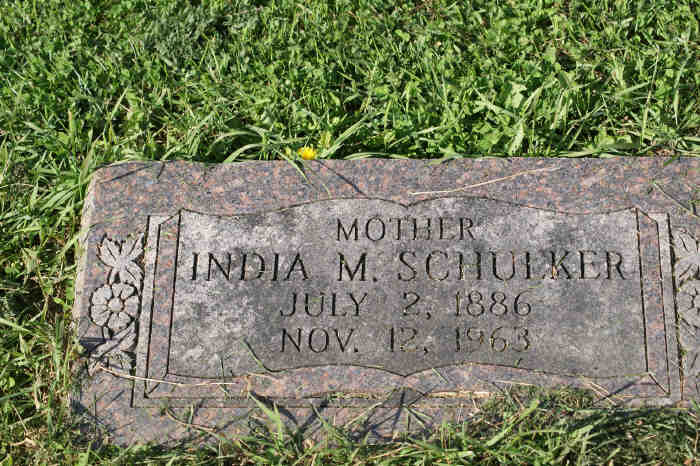 MOTHER
INDIA M. SCHULKER
JULY 2, 1886
NOV. 12, 1963